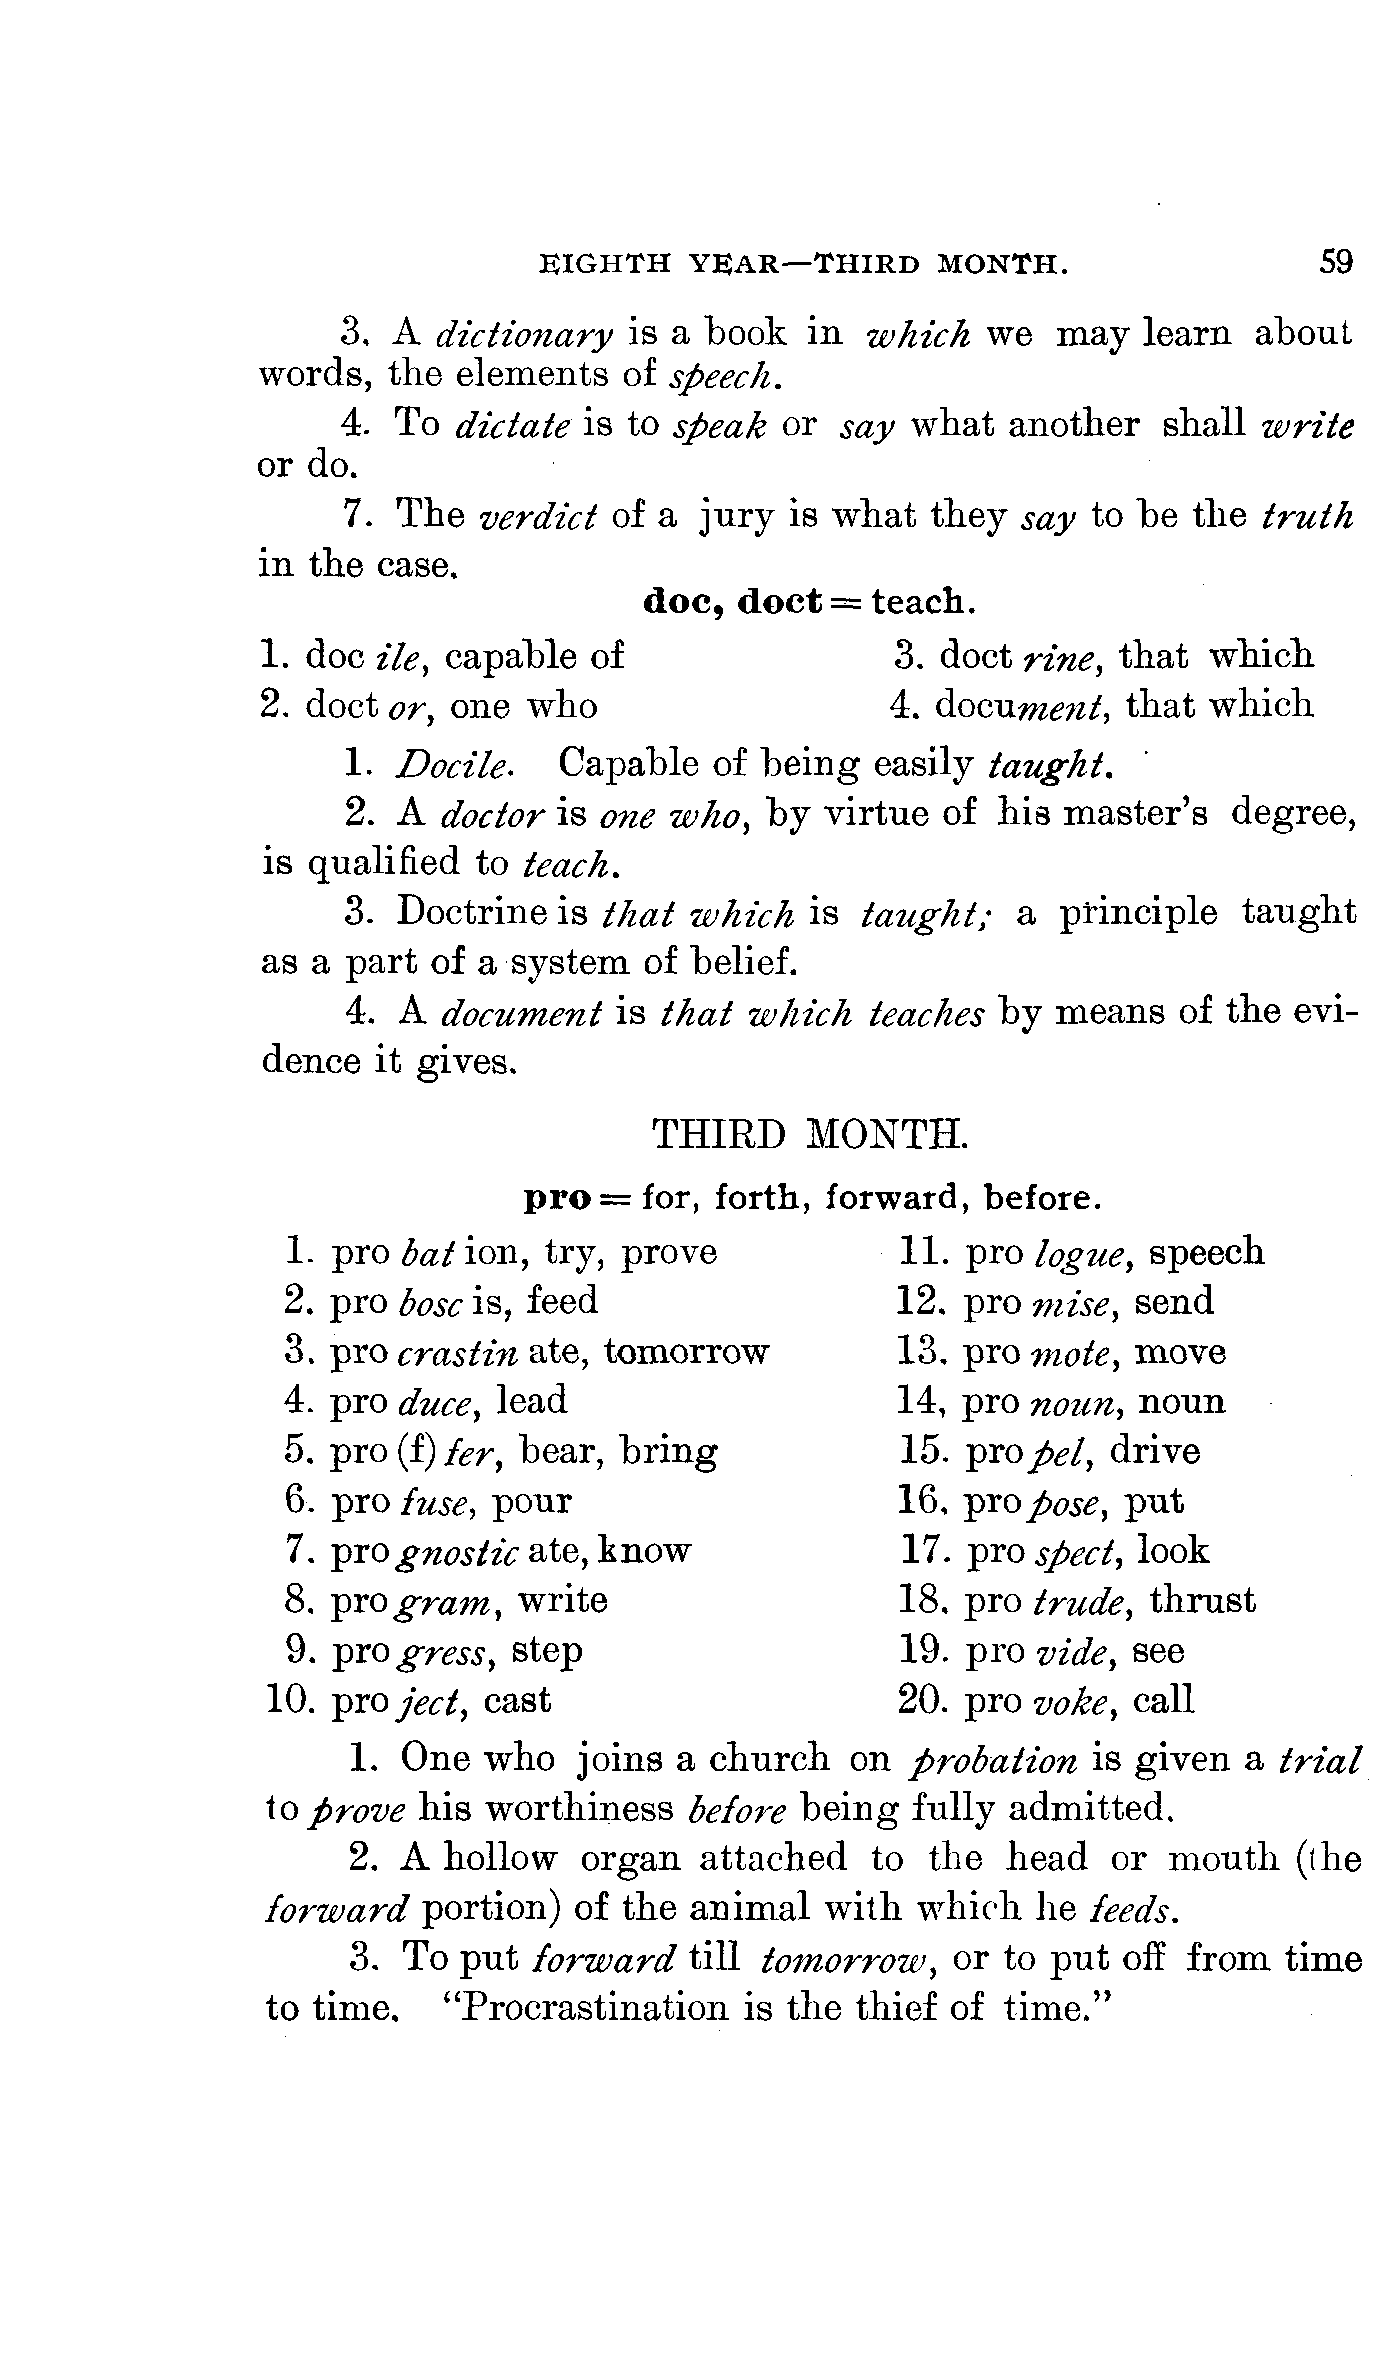 EIGHTH YEAR—THIRD MONTH. 59
3. A dictionary is a book in which we may learn about
words, the elements of speech.
4. To dictate is to speak or say what another shall write
or do.
7. The verdict of a jury is what they say to be the truth
in the case.
doc, doct = teach.
1. doc ile, capable of 3. doct rine, that which
2. doct or, one who 4. document, that which
1. Docile. Capable of being easily taught.
2. A doctor is one who, by virtue of his master's degree,
is qualified to teach.
3. Doctrine is that which is taught; a principle taught
as a part of a system of belief.
4. A document is that which teaches by means of the evi-
dence it gives.
THIRD MONTH.
pro = for, forth, forward, before.
1. pro bat ion, try, prove 11. pro logue, speech
2. pro bosc is, feed 12. pro mise, send
3. pro crastin ate, tomorrow 13. pro mote, move
4. pro duce, lead 14, pro noun, noun
5. pro (f) fer, bear, bring 15. pro pel, drive
6. pro fuse, pour 16. pro pose, put
7. pro gnostic ate, know 17. pro spect, look
8. pro gram, write 18. pro trude, thrust
9. pro gress, step 19. pro vide, see
10. pro ject, cast 20. pro voke, call
1. One who joins a church on probation is given a trial
to prove his worthiness before being fully admitted.
2. A hollow organ attached to the head or mouth (the
forward portion) of the animal with which he feeds.
3. To put forward till tomorrow, or to put off from time
to time. "Procrastination is the thief of time."